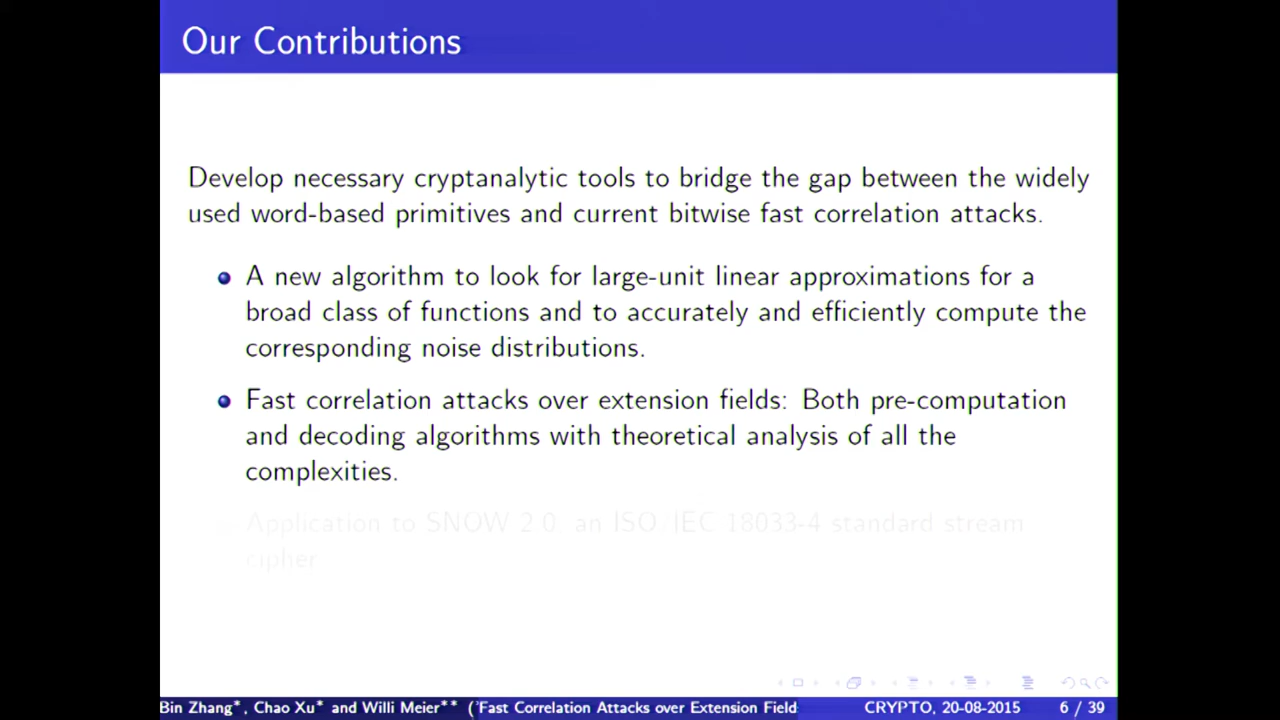 Our Contributions
Develop necessary cryptanalytic tools to bridge the gap between the widely
used word-based primitives and current bitwise fast correlation attacks.
A new algorithm to look for large-unit linear approximations for a
broad class of functions and to accurately and efficiently compute the
corresponding noise distributions.
Fast correlation attacks over extension fields: Both pre-computation
and decoding algorithms with theoretical analysis of all the
complexities.
Application to SNOW 2.0, an ISO/IEC 18033-4 standard stream
cipher
Bin Zhang*, Chao Xu* and Willi Meier** ('Fast Correlation Attacks over Extension Field CRYPTO, 20-08-2015 6 / 39